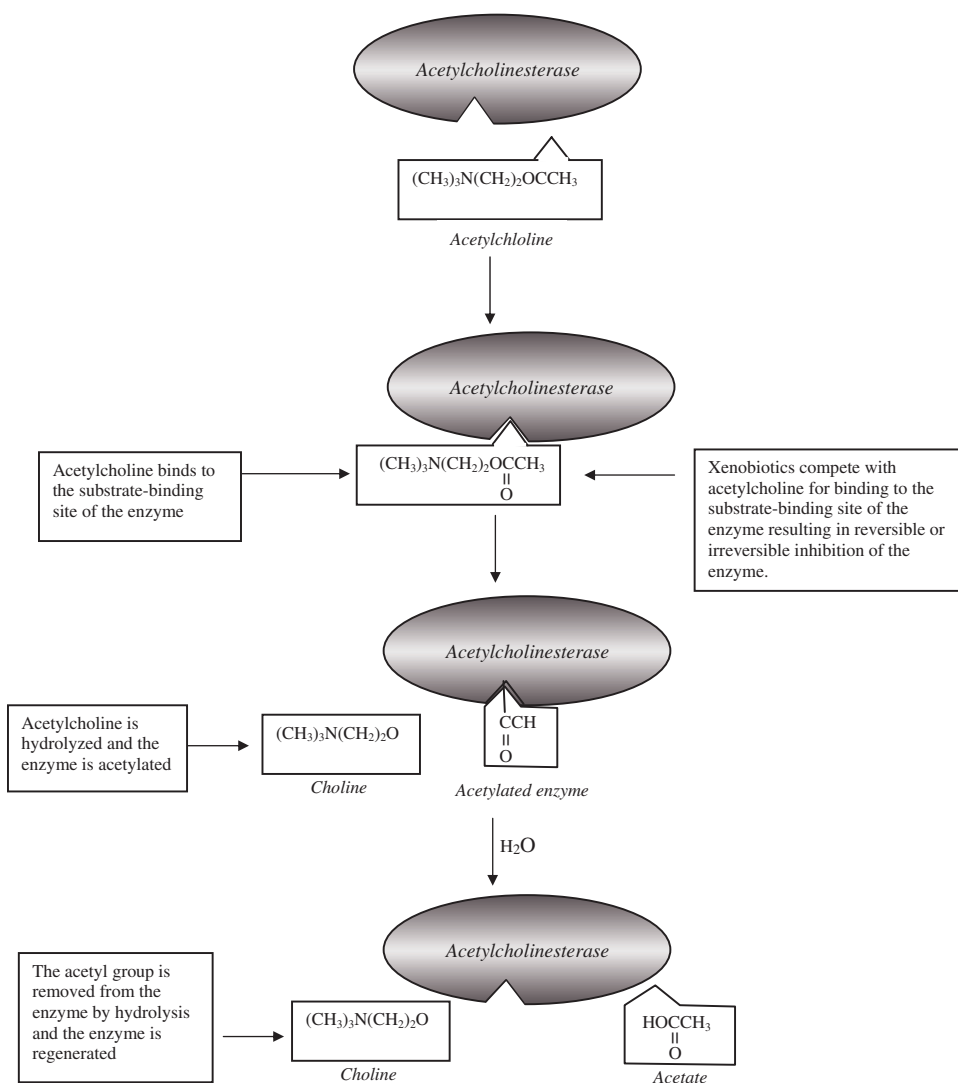 Acetylcholinesterase
(CH₃)₃N(CH₂)₂OCCH₃
Acetylchloline
Acetylcholinesterase
Acetylcholine binds to
the substrate-binding
site of the enzyme
(CH₃)₃N(CH₂)₂OCCH₃
O
Xenobiotics compete with
acetylcholine for binding to the
substrate-binding site of the
enzyme resulting in reversible or
irreversible inhibition of the
enzyme.
Acetylcholinesterase
Acetylcholine is
hydrolyzed and the
enzyme is acetylated
(CH₃)₃N(CH₂)₂O
Choline
CCH
O
Acetylated enzyme
H₂O
Acetylcholinesterase
The acetyl group is
removed from the
enzyme by hydrolysis
and the enzyme is
regenerated
(CH₃)₃N(CH₂)₂O
Choline
HOCCH₃
O
Acetate